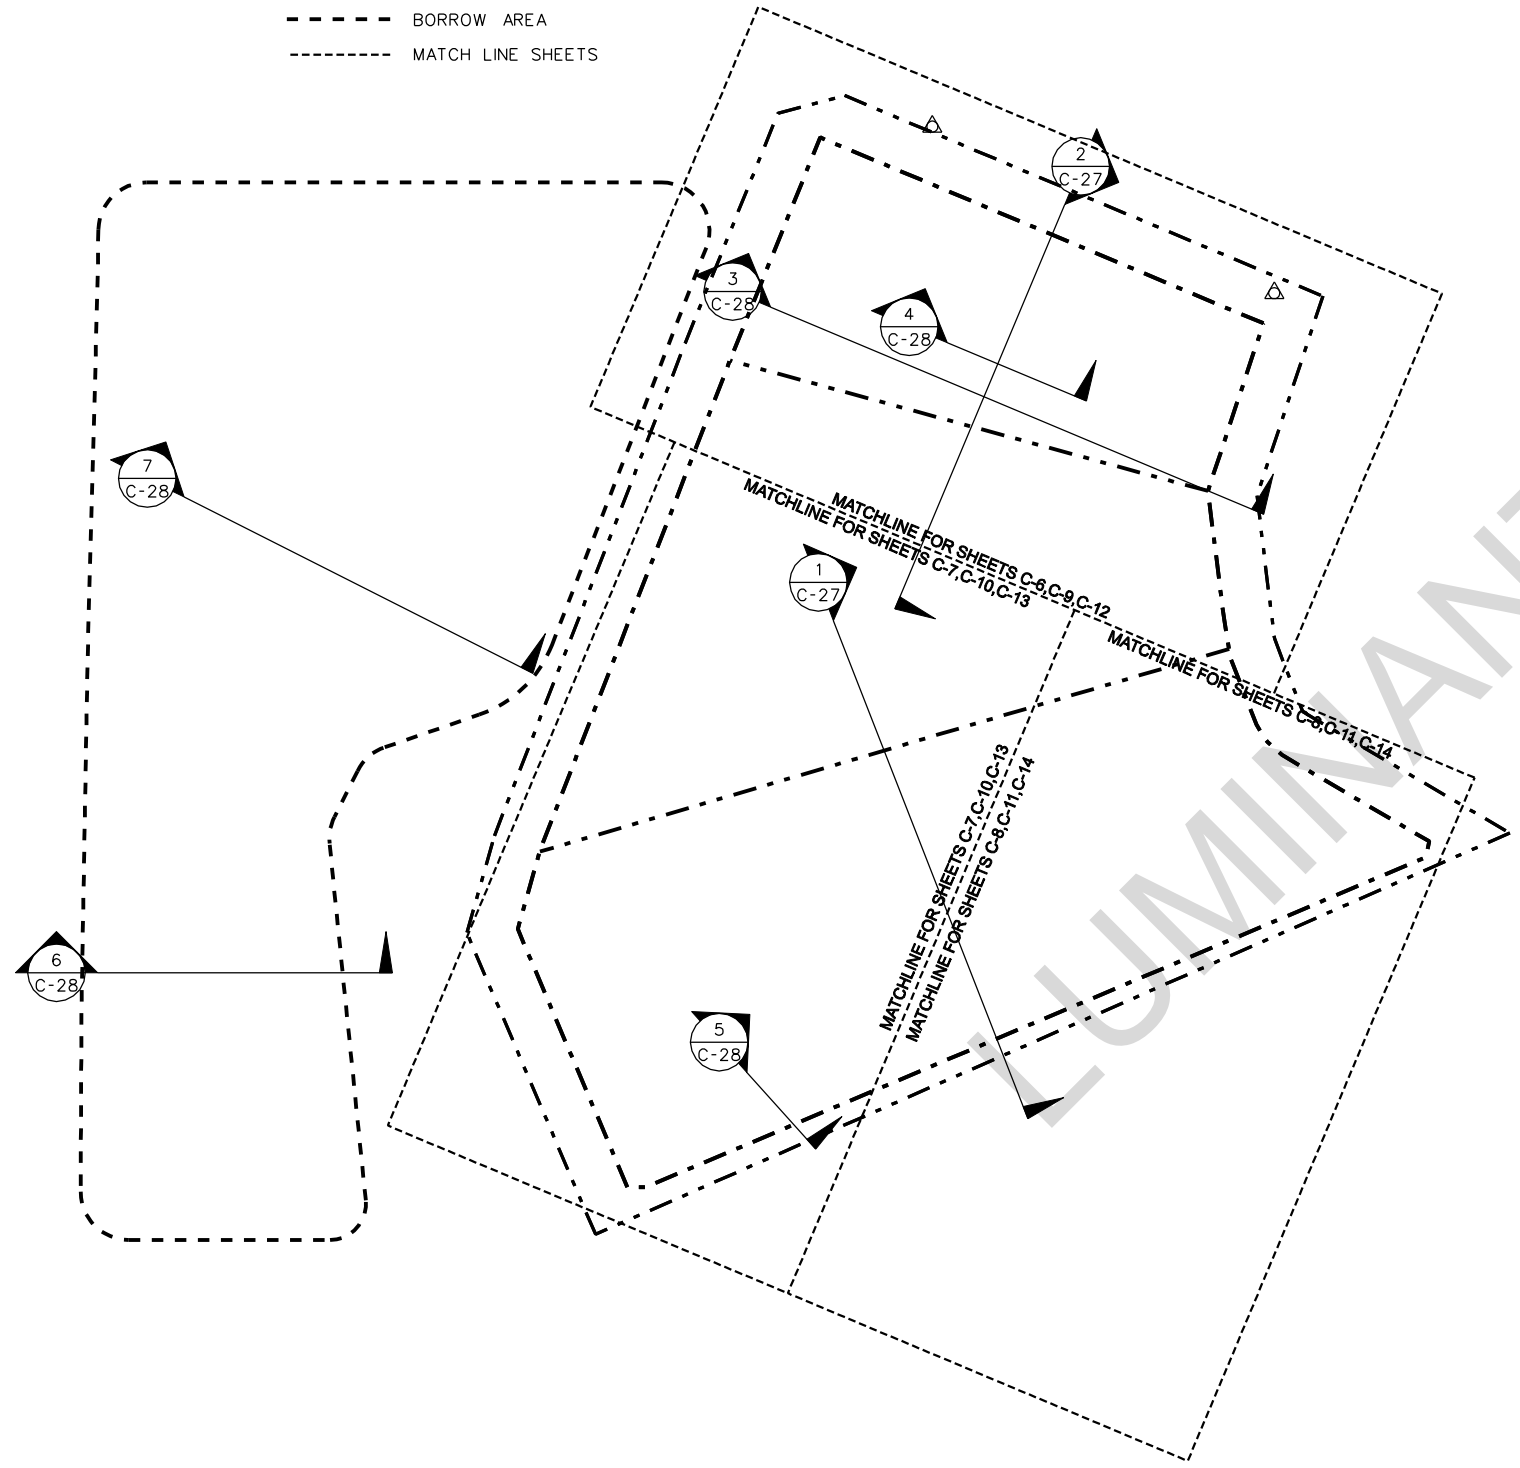 BORROW AREA
MATCH LINE SHEETS
2
C-27
3
C-28
4
C-28
7
C-28
MATCHLINE FOR SHEETS C-6,C-9,C-12
MATCHLINE FOR SHEETS C-7,C-10,C-13
1
C-27
MATCHLINE FOR SHEETS C-8,C-11,C-14
MATCHLINE FOR SHEETS C-7,C-10,C-13
MATCHLINE FOR SHEETS C-8,C-11,C-14
6
C-28
5
C-28
LUMINANT